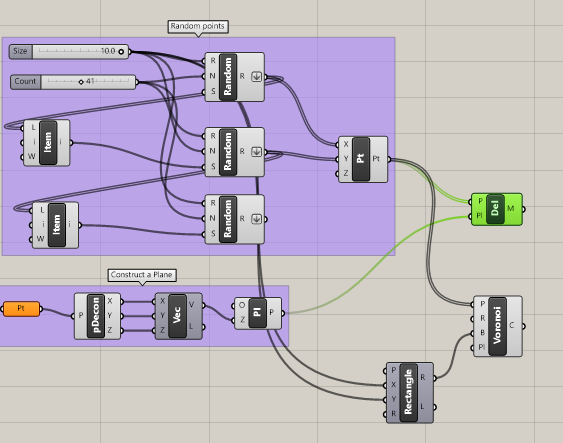 Random points
Size 10.0
Count 41
R
N
S
Random
R
L
i
W
Item
i
R
N
S
Random
R
X
Y
Z
Pt
Pt
L
i
W
Item
i
R
N
S
Random
R
P
Pl
Del
M
Construct a Plane
Pt
P
pDecon
X
Y
Z
X
Y
Z
Vec
V
L
O
Z
Pl
P
P
R
B
Pl
Voronoi
C
P
X
Y
R
Rectangle
R
L